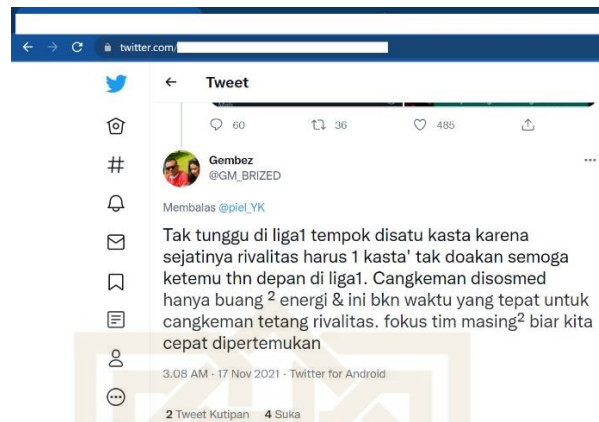 twitter.com/
Tweet
60 36 485
Gembez
@GM_BRIZED
Membalas @piel_YK
Tak tunggu di liga1 tempok disatu kasta karena
sejatinya rivalitas harus 1 kasta' tak doakan semoga
ketemu thn depan di liga1. Cangkeman disosmed
hanya buang ² energi & ini bkn waktu yang tepat untuk
cangkeman tetang rivalitas. fokus tim masing² biar kita
cepat dipertemukan
3.08 AM · 17 Nov 2021 · Twitter for Android
2 Tweet Kutipan 4 Suka